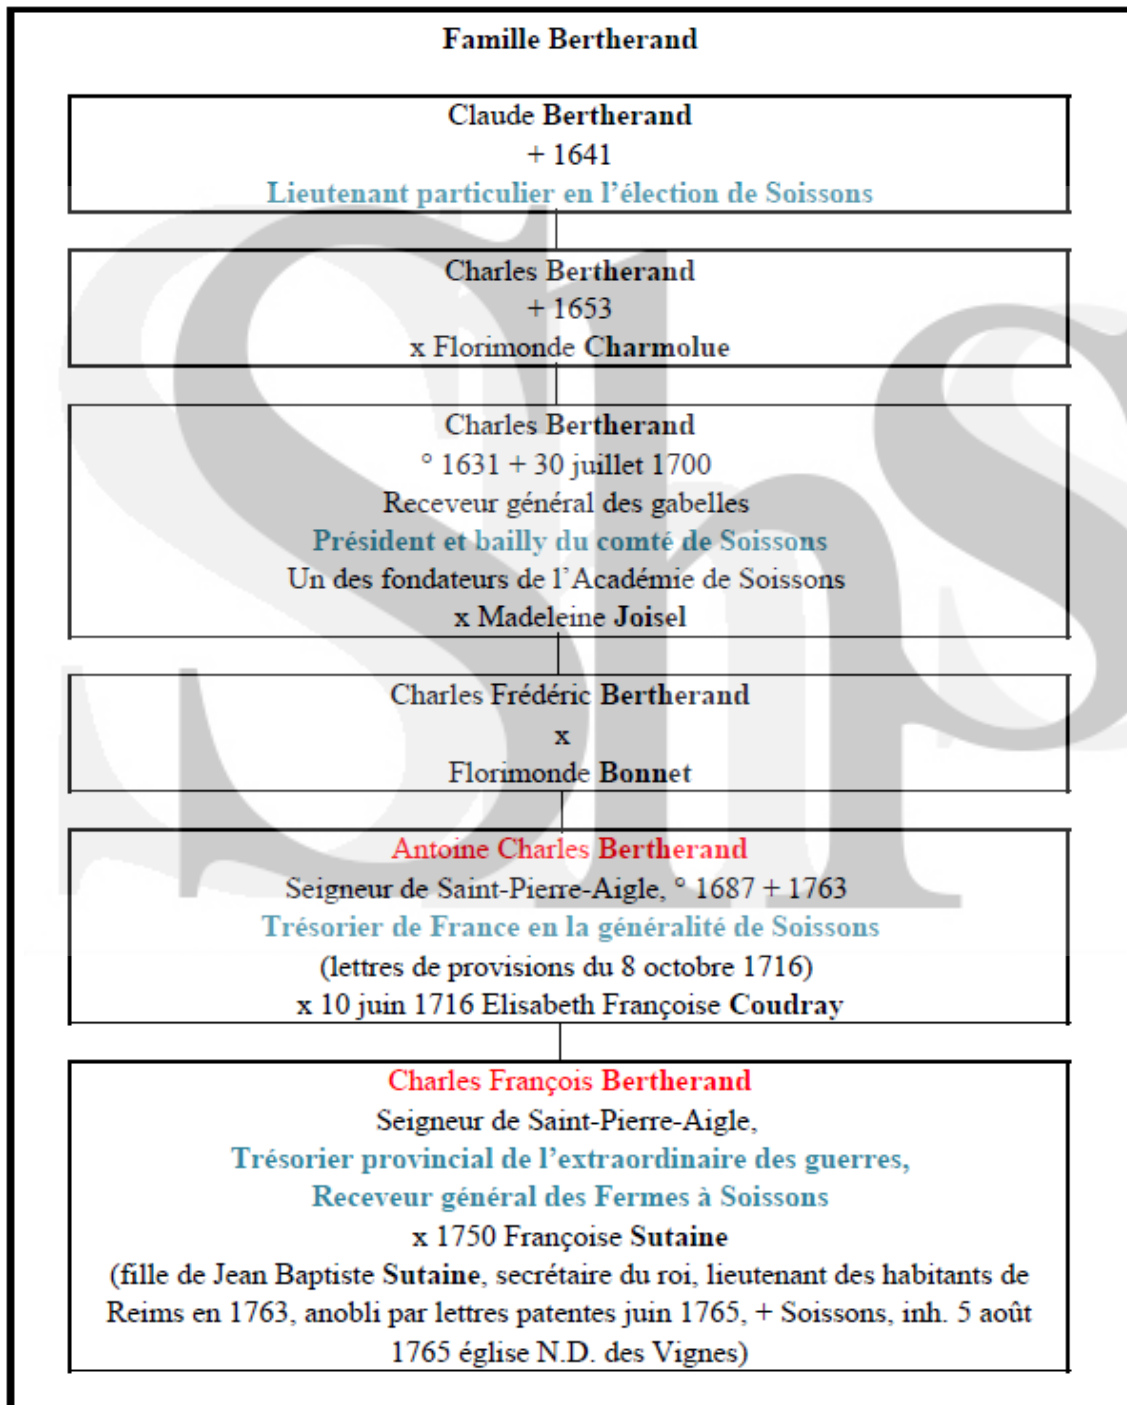 Famille Bertherand
Claude Bertherand
+ 1641
Lieutenant particulier en l’élection de Soissons
Charles Bertherand
+ 1653
x Florimonde Charmolue
Charles Bertherand
° 1631 + 30 juillet 1700
Receveur général des gabelles
Président et bailly du comté de Soissons
Un des fondateurs de l’Académie de Soissons
x Madeleine Joisel
Charles Frédéric Bertherand
x
Florimonde Bonnet
Antoine Charles Bertherand
Seigneur de Saint-Pierre-Aigle, ° 1687 + 1763
Trésorier de France en la généralité de Soissons
(lettres de provisions du 8 octobre 1716)
x 10 juin 1716 Elisabeth Françoise Coudray
Charles François Bertherand
Seigneur de Saint-Pierre-Aigle,
Trésorier provincial de l’extraordinaire des guerres,
Receveur général des Fermes à Soissons
x 1750 Françoise Sutaine
(fille de Jean Baptiste Sutaine, secrétaire du roi, lieutenant des habitants de
Reims en 1763, anobli par lettres patentes juin 1765, + Soissons, inh. 5 août
1765 église N.D. des Vignes)
Shs